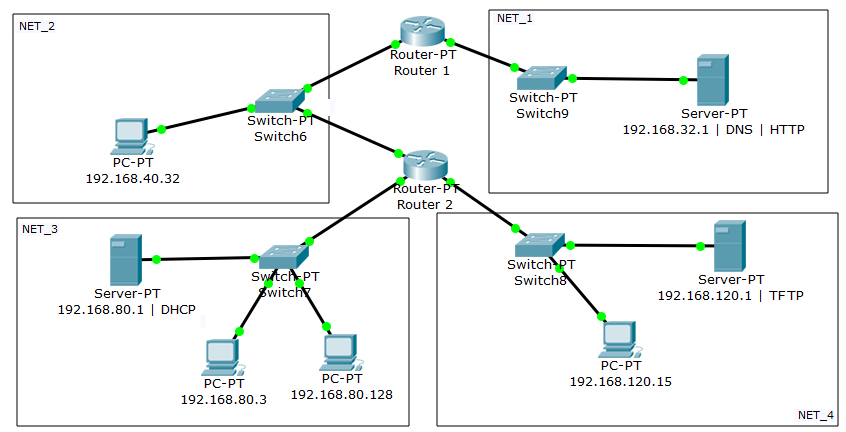 NET_2
Router-PT
Router 1
NET_1
Switch-PT
Switch6
PC-PT
192.168.40.32
Switch-PT
Switch9
Server-PT
192.168.32.1 | DNS | HTTP
Router-PT
Router 2
NET_3
Server-PT
192.168.80.1 | DHCP
Switch-PT
Switch7
PC-PT
192.168.80.3
PC-PT
192.168.80.128
Switch-PT
Switch8
Server-PT
192.168.120.1 | TFTP
PC-PT
192.168.120.15
NET_4